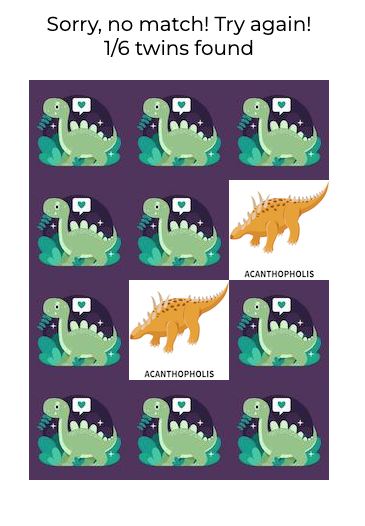 Sorry, no match! Try again!
1/6 twins found
ACANTHOPHOLIS
ACANTHOPHOLIS